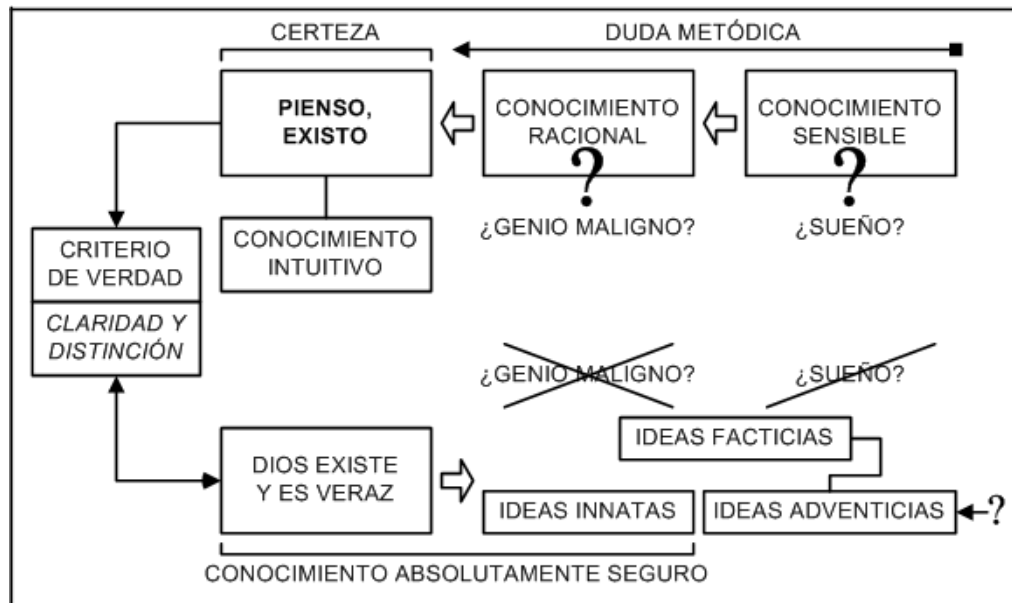 CERTEZA
DUDA METÓDICA
PIENSO,
EXISTO
CONOCIMIENTO
RACIONAL
?
CONOCIMIENTO
SENSIBLE
?
¿GENIO MALIGNO?
¿SUEÑO?
CONOCIMIENTO
INTUITIVO
CRITERIO
DE VERDAD
CLARIDAD Y
DISTINCIÓN
¿GENIO MALIGNO?
¿SUEÑO?
IDEAS FACTICIAS
DIOS EXISTE
Y ES VERAZ
IDEAS INNATAS
IDEAS ADVENTICIAS
?
CONOCIMIENTO ABSOLUTAMENTE SEGURO